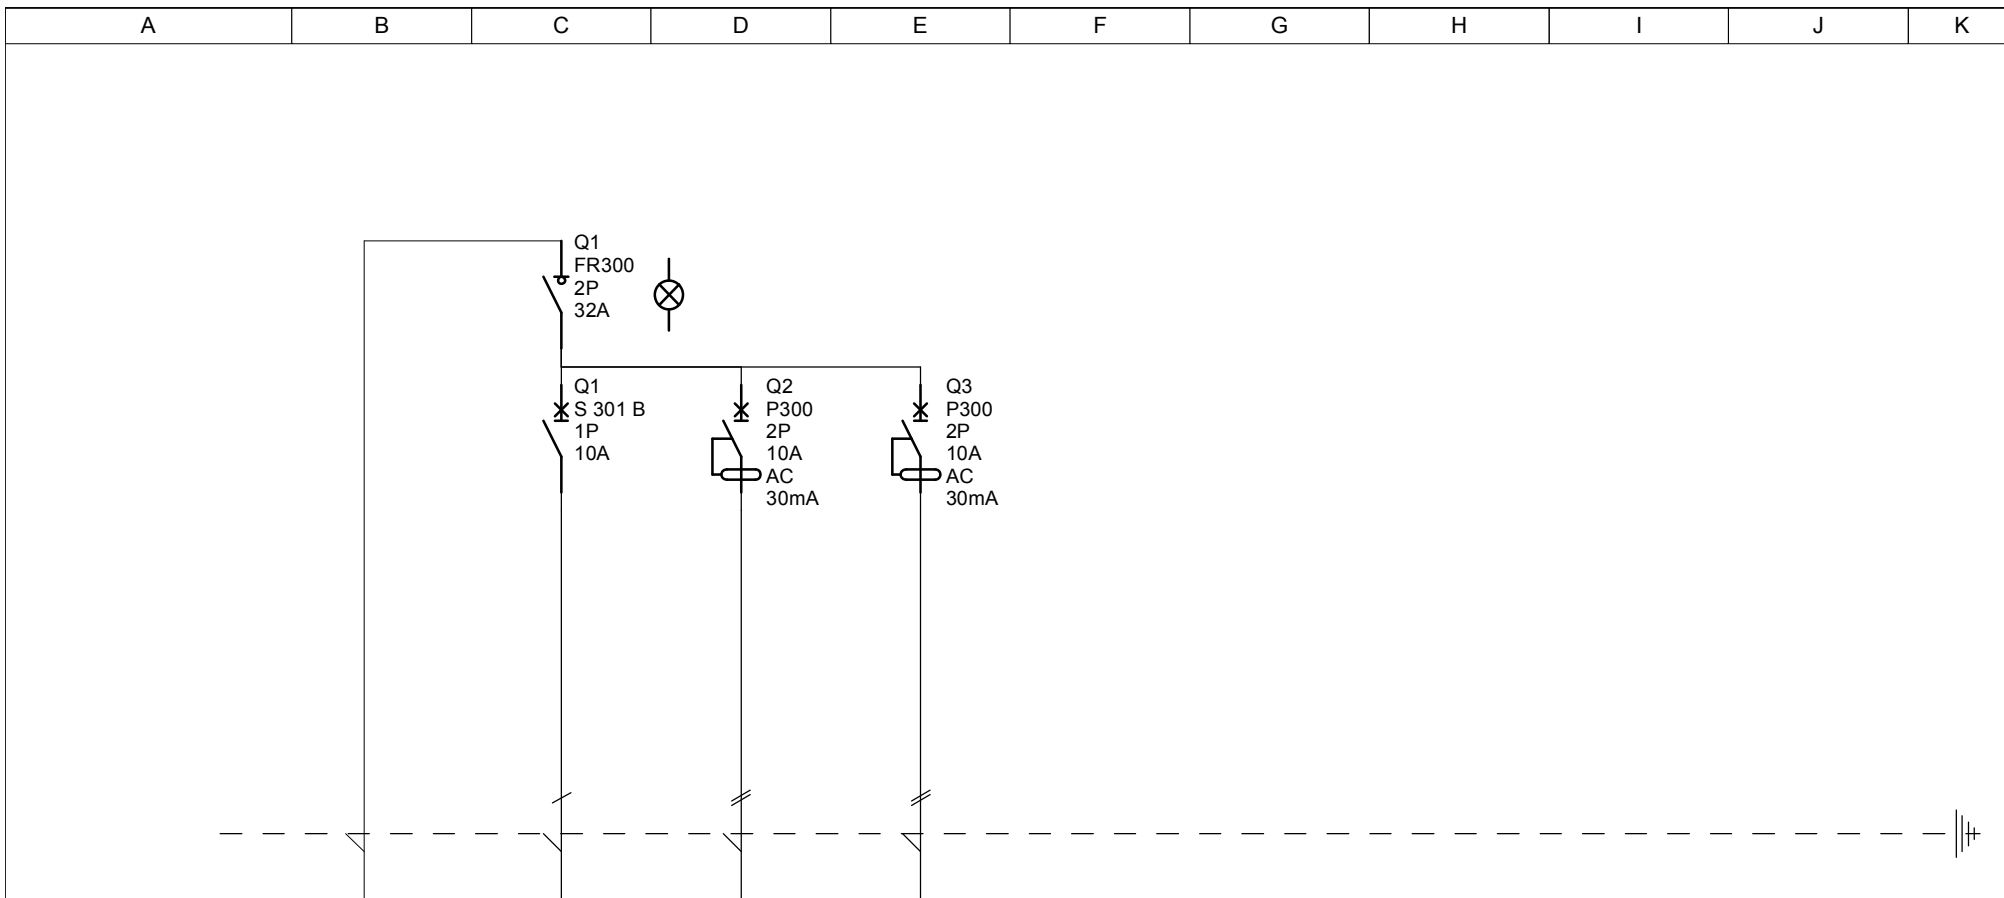 A B C D E F G H I J K
Q1
FR300
2P
32A
Q1
S 301 B
1P
10A
Q2
P300
2P
10A
AC
30mA
Q3
P300
2P
10A
AC
30mA